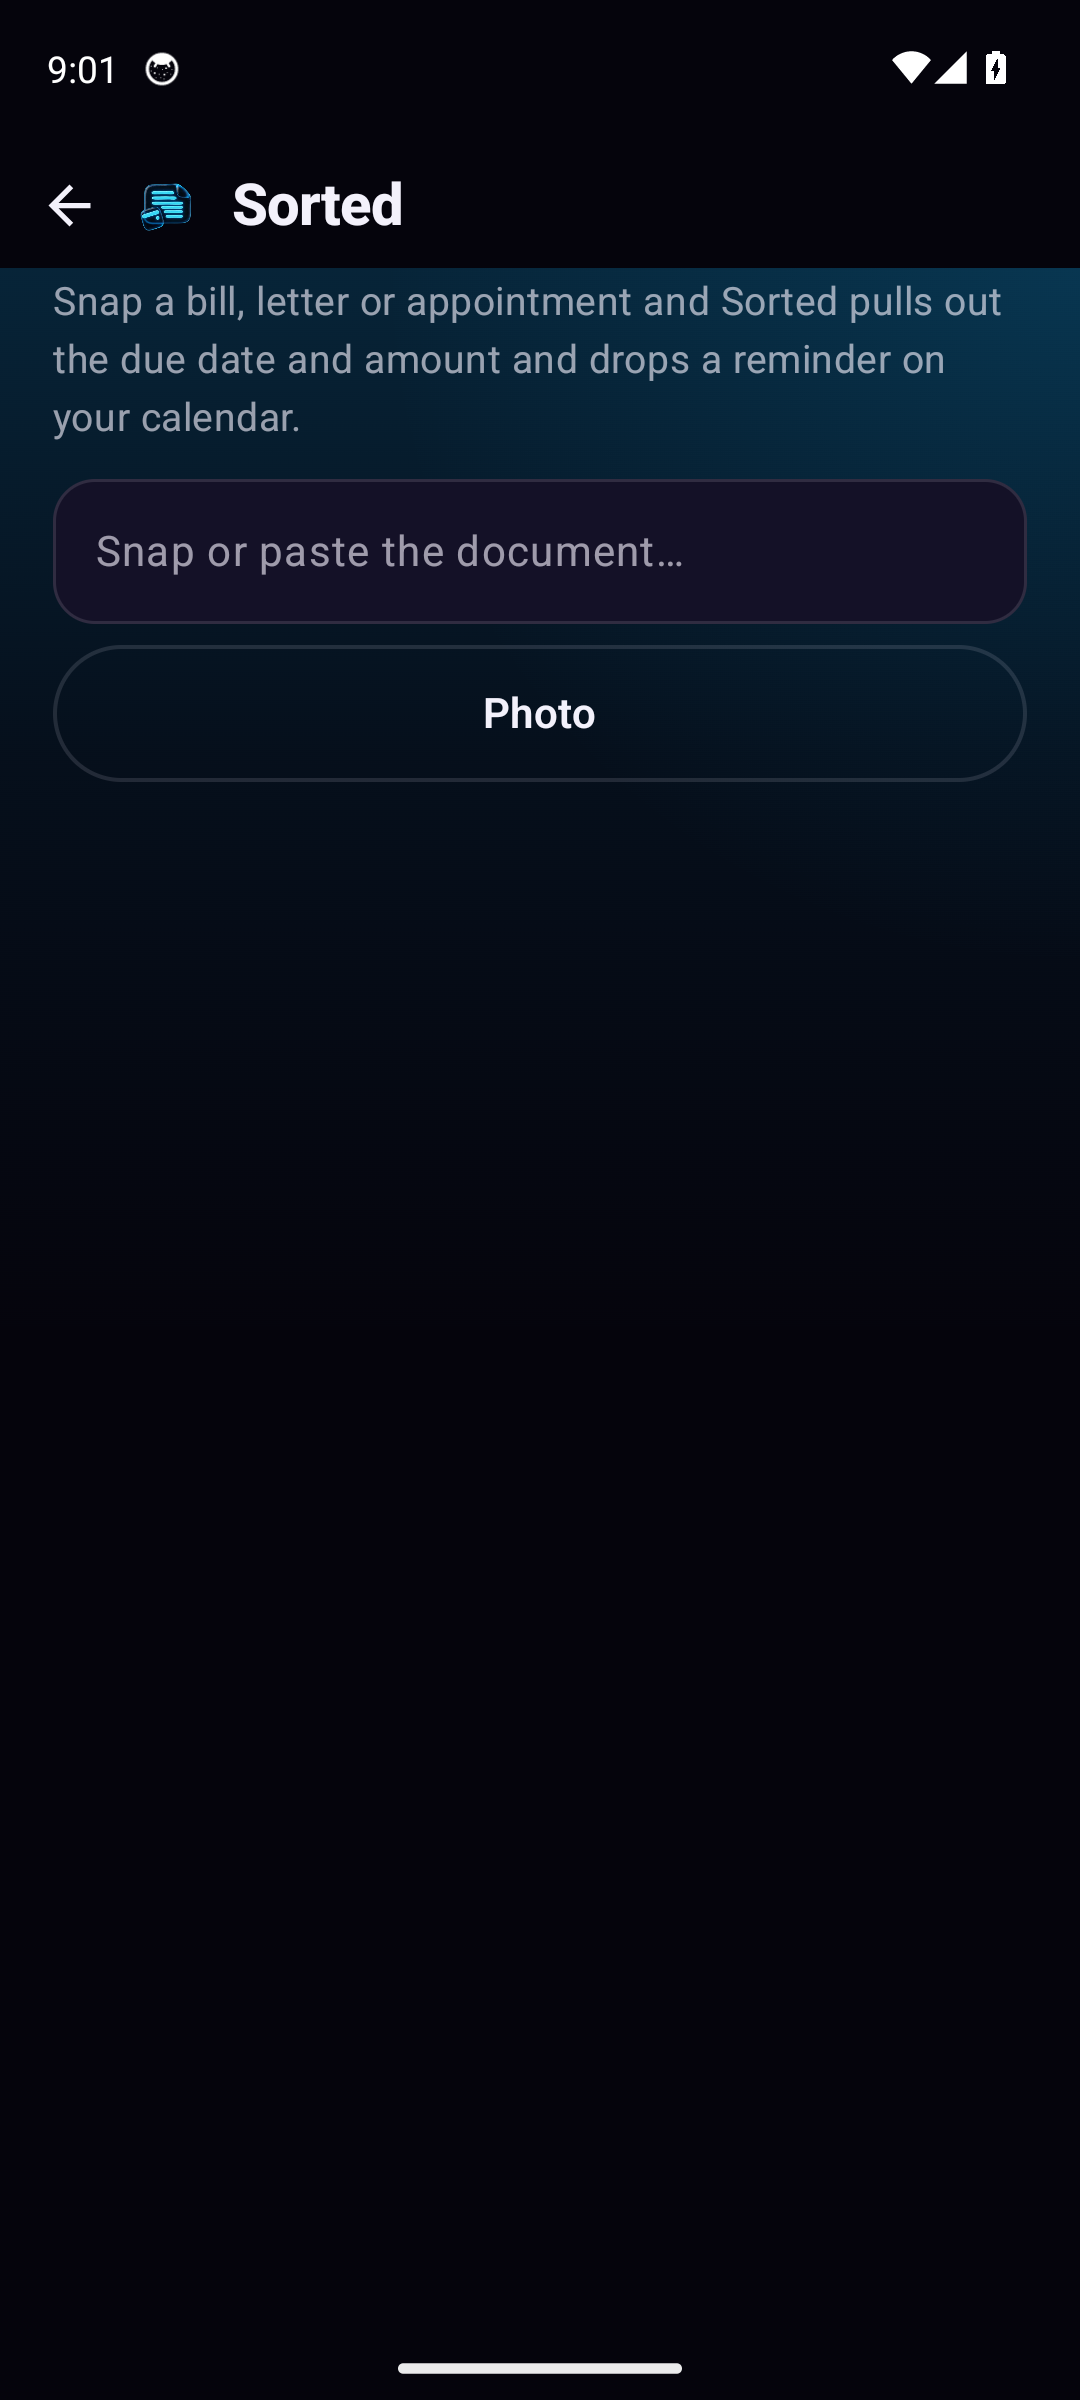 9:01
Sorted
Snap a bill, letter or appointment and Sorted pulls out
the due date and amount and drops a reminder on
your calendar.
Snap or paste the document…
Photo